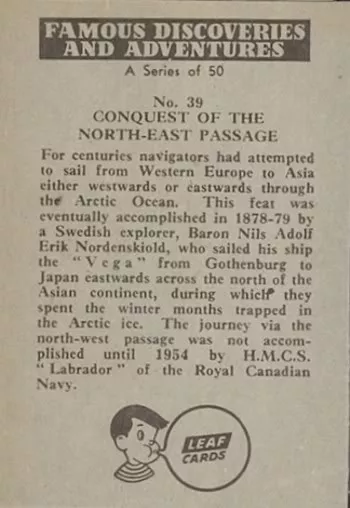 FAMOUS DISCOVERIES
AND ADVENTURES
A Series of 50
No. 39
CONQUEST OF THE
NORTH-EAST PASSAGE
For centuries navigators had attempted
to sail from Western Europe to Asia
either westwards or eastwards through
the Arctic Ocean. This feat was
eventually accomplished in 1878-79 by
a Swedish explorer, Baron Nils Adolf
Erik Nordenskiold, who sailed his ship
the "Vega" from Gothenburg to
Japan eastwards across the north of the
Asian continent, during which they
spent the winter months trapped in
the Arctic ice. The journey via the
north-west passage was not accom-
plished until 1954 by H.M.C.S.
"Labrador" of the Royal Canadian
Navy.
LEAF
CARDS